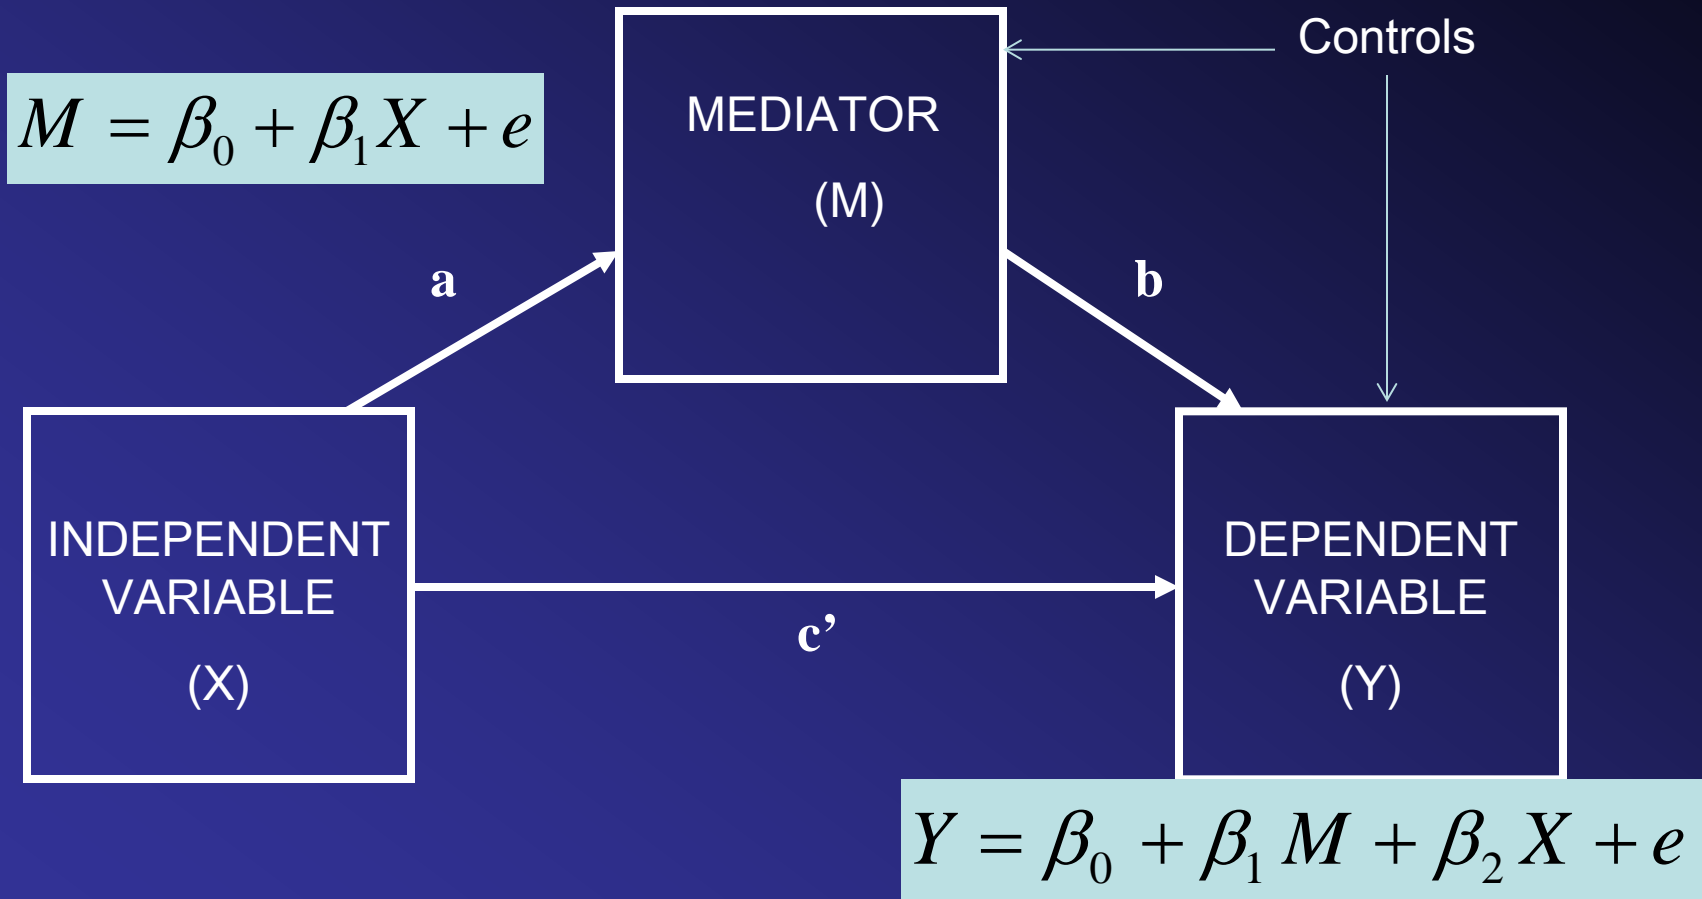 Controls
M = β₀ + β₁X + e
MEDIATOR
(M)
a
b
INDEPENDENT
VARIABLE
(X)
c’
DEPENDENT
VARIABLE
(Y)
Y = β₀ + β₁ M + β₂ X + e